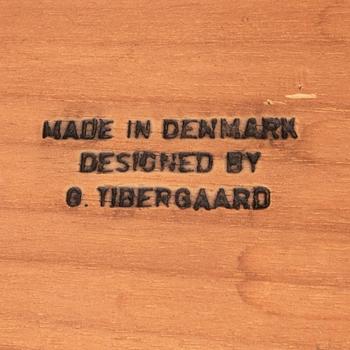 MADE IN DENMARK
DESIGNED BY
G. TIBERGAARD